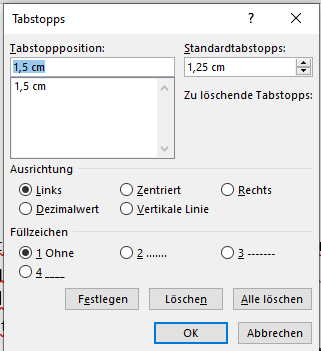 Tabstopps
Tabstoppposition: Standardtabstopps:
1,5 cm 1,25 cm
1,5 cm
Zu löschende Tabstopps:
Ausrichtung
Links Zentriert Rechts
Dezimalwert Vertikale Linie
Füllzeichen
1 Ohne 2 ....... 3 -------
4 ____
Festlegen Löschen Alle löschen
OK Abbrechen